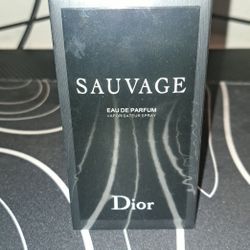 SAUVAGE
EAU DE PARFUM
VAPORISATEUR SPRAY
Dior